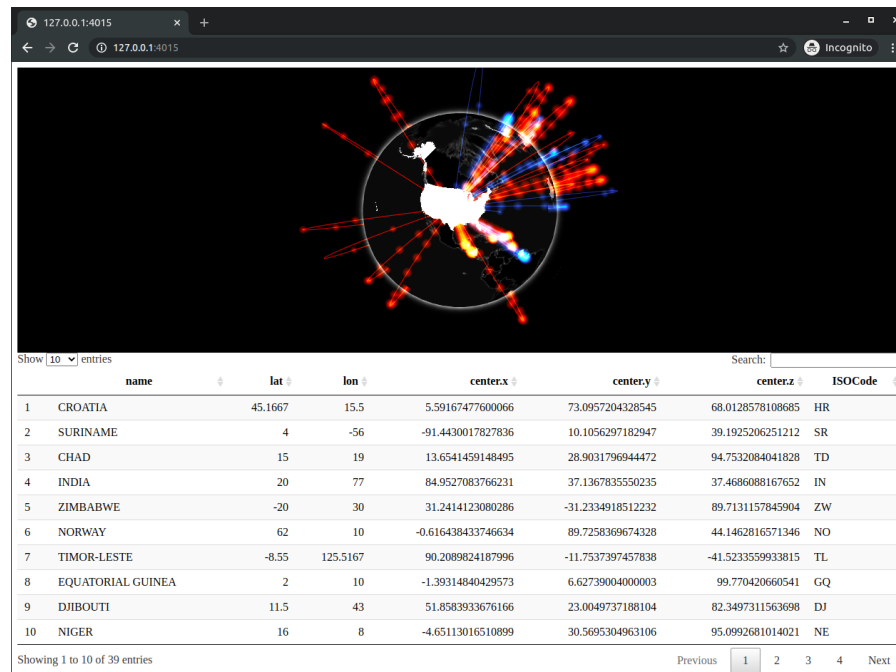 127.0.0.1:4015 × +
127.0.0.1:4015 Incognito
Show 10 entries Search:
name lat lon center.x center.y center.z ISOCode
1 CROATIA 45.1667 15.5 5.59167477600066 73.0957204328545 68.0128578108685 HR
2 SURINAME 4 -56 -91.4430017827836 10.1056297182947 39.1925206251212 SR
3 CHAD 15 19 13.6541459148495 28.9031796944472 94.7532084041828 TD
4 INDIA 20 77 84.9527083766231 37.1367835550235 37.4686088167652 IN
5 ZIMBABWE -20 30 31.2414123080286 -31.2334918512232 89.7131157845904 ZW
6 NORWAY 62 10 -0.616438433746634 89.7258369674328 44.1462816571346 NO
7 TIMOR-LESTE -8.55 125.5167 90.2089824187996 -11.7537397457838 -41.5233559933815 TL
8 EQUATORIAL GUINEA 2 10 -1.39314840429573 6.62739040000003 99.770420660541 GQ
9 DJIBOUTI 11.5 43 51.8583933676166 23.0049737188104 82.3497311563698 DJ
10 NIGER 16 8 -4.65113016510899 30.5695304963106 95.0992681014021 NE
Showing 1 to 10 of 39 entries Previous 1 2 3 4 Next